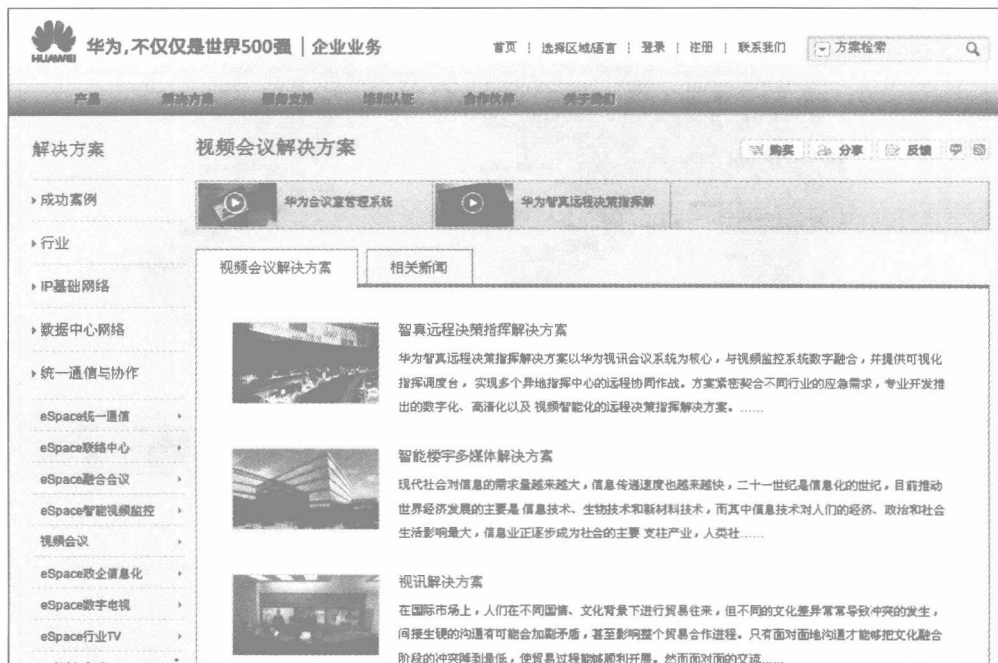 HUAWEI
华为,不仅仅是世界500强 | 企业业务
首页 | 选择区域/语言 | 登录 | 注册 | 联系我们
方案检索
产品 解决方案 服务支持 培训认证 合作伙伴 关于我们
解决方案
成功案例
行业
IP基础网络
数据中心网络
统一通信与协作
eSpace统一通信
eSpace联络中心
eSpace融合会议
eSpace智能视频监控
视频会议
eSpace政企信息化
eSpace数字电视
eSpace行业TV
视频会议解决方案
购买 分享 反馈
华为会议室管理系统
华为智真远程决策指挥解
视频会议解决方案
相关新闻
智真远程决策指挥解决方案
华为智真远程决策指挥解决方案以华为视讯会议系统为核心，与视频监控系统数字融合，并提供可视化
指挥调度台， 实现多个异地指挥中心的远程协同作战。方案紧密契合不同行业的应急需求，专业开发推
出的数字化、高清化以及 视频智能化的远程决策指挥解决方案。......
智能楼宇多媒体解决方案
现代社会对信息的需求量越来越大，信息传递速度也越来越快，二十一世纪是信息化的世纪，目前推动
世界经济发展的主要是 信息技术、生物技术和新材料技术，而其中信息技术对人们的经济、政治和社会
生活影响最大，信息业正逐步成为社会的主要 支柱产业，人类社......
视讯解决方案
在国际市场上，人们在不同国情、文化背景下进行贸易往来，但不同的文化差异常常导致冲突的发生，
间接生硬的沟通有可能会加剧矛盾，甚至影响整个贸易合作进程。只有面对面地沟通才能够把文化融合
阶段的冲突降到最低，使贸易过程能够顺利开展。然而面对面的交流......